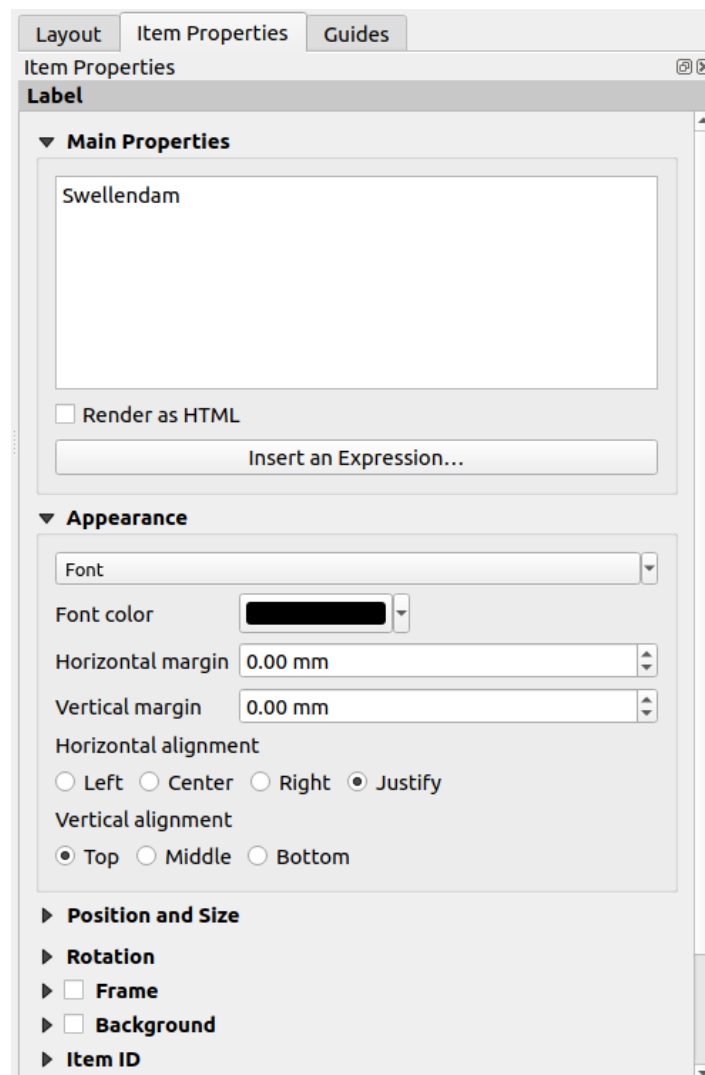 Layout Item Properties Guides
Item Properties
Label
Main Properties
Swellendam
Render as HTML
Insert an Expression…
Appearance
Font
Font color
Horizontal margin 0.00 mm
Vertical margin 0.00 mm
Horizontal alignment
Left Center Right Justify
Vertical alignment
Top Middle Bottom
Position and Size
Rotation
Frame
Background
Item ID